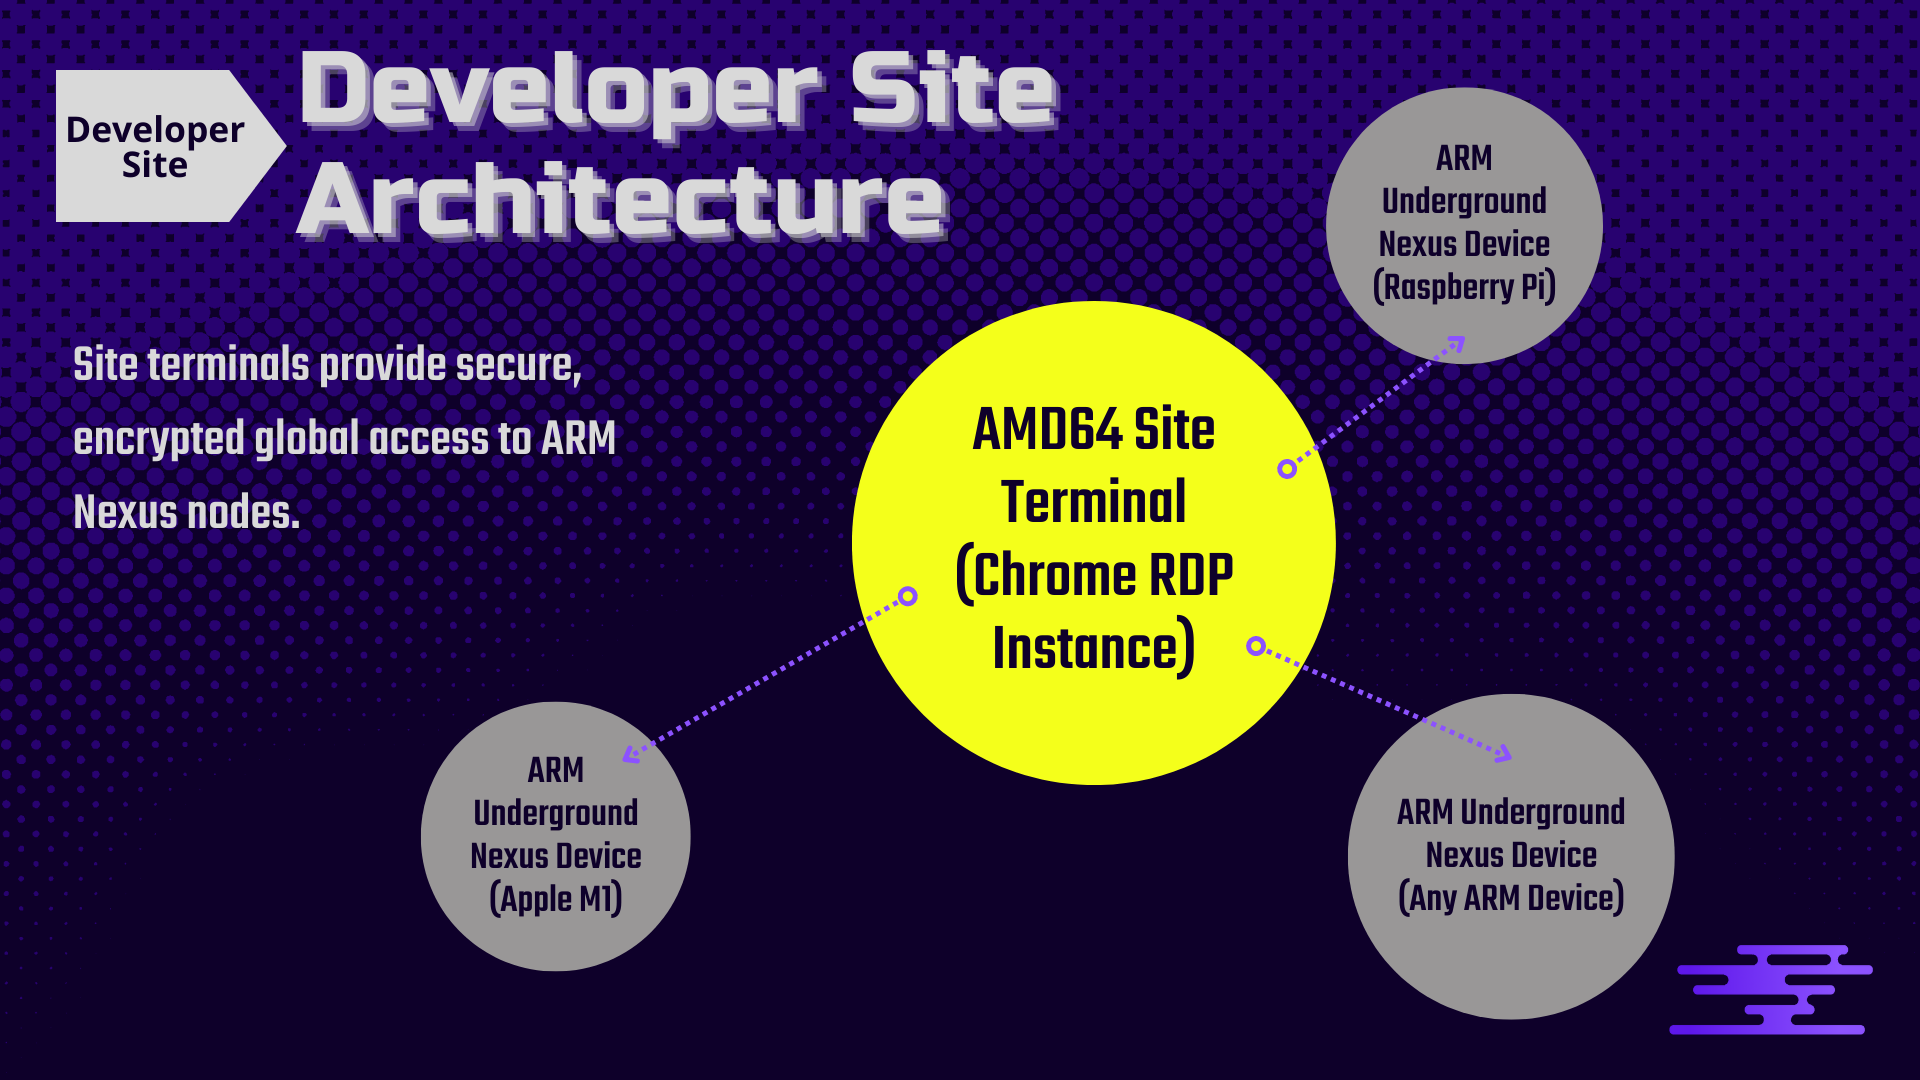 Developer
Site
Developer Site
Architecture
Site terminals provide secure,
encrypted global access to ARM
Nexus nodes.
ARM
Underground
Nexus Device
(Raspberry Pi)
AMD64 Site
Terminal
(Chrome RDP
Instance)
ARM
Underground
Nexus Device
(Apple M1)
ARM Underground
Nexus Device
(Any ARM Device)